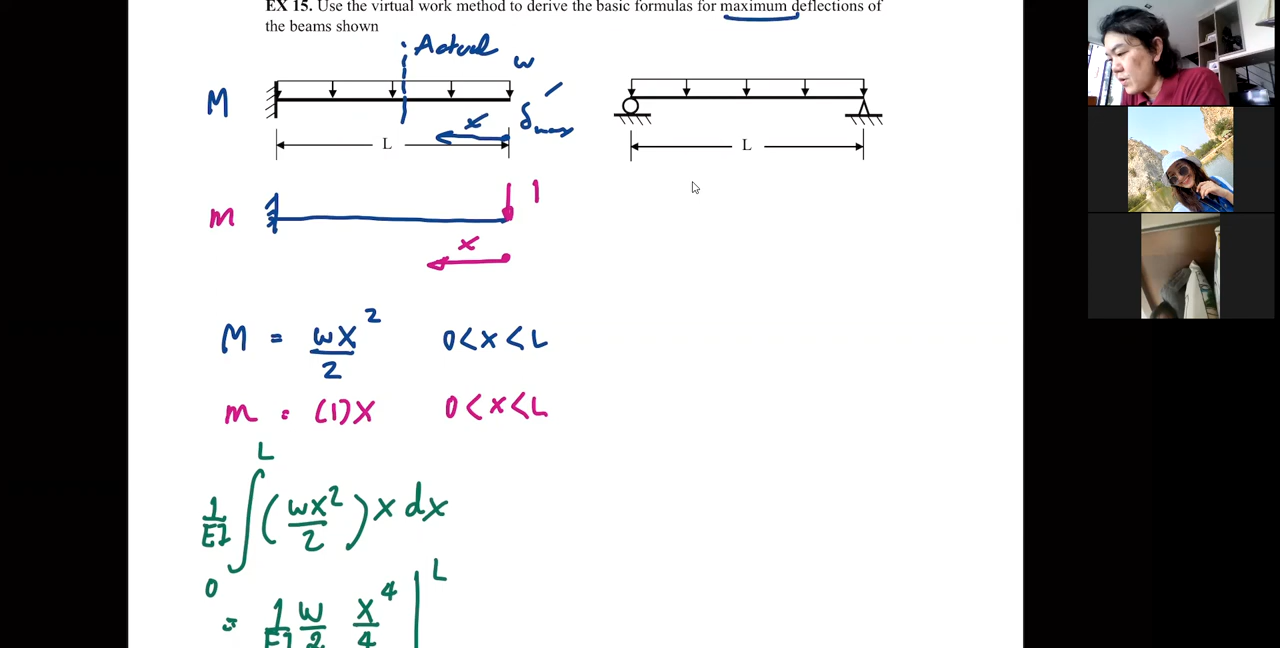 EX 15. Use the virtual work method to derive the basic formulas for maximum deflections of
the beams shown
Actual
w
M
x
δmax
L
L
m
1
x
M = wx²/2 0<x<L
m = (1)x 0<x<L
1/EI ∫₀ᴸ (wx²/2) x dx
= 1/EI w/2 x⁴/4 |ᴸ